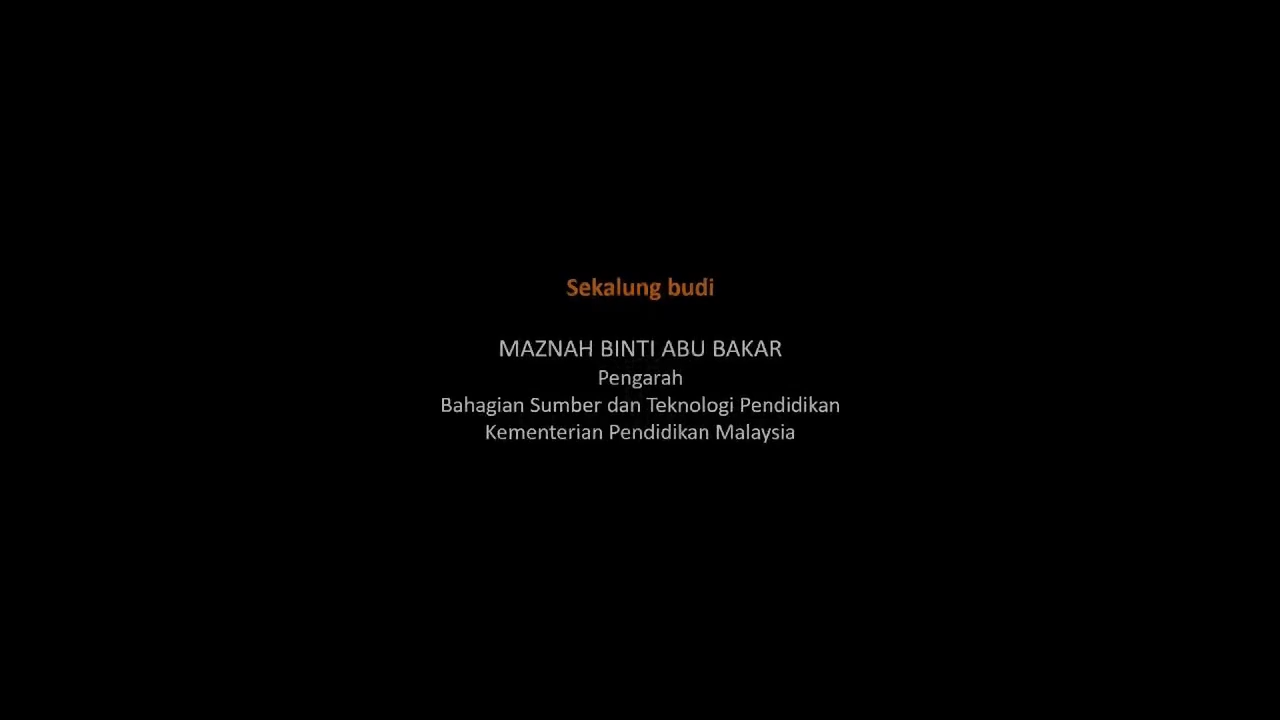 Sekalung budi
MAZNAH BINTI ABU BAKAR
Pengarah
Bahagian Sumber dan Teknologi Pendidikan
Kementerian Pendidikan Malaysia